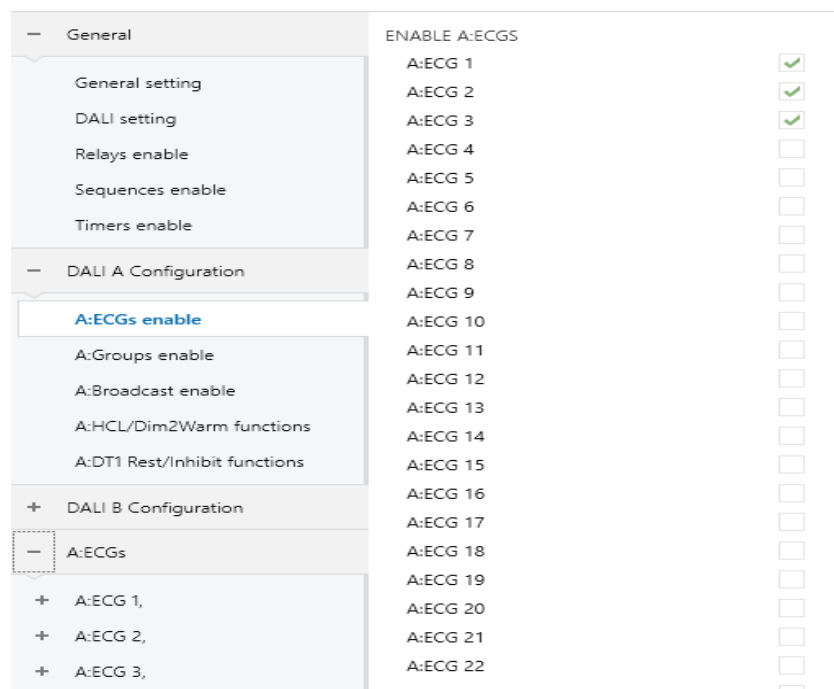 General
General setting
DALI setting
Relays enable
Sequences enable
Timers enable
DALI A Configuration
A:ECGs enable
A:Groups enable
A:Broadcast enable
A:HCL/Dim2Warm functions
A:DT1 Rest/Inhibit functions
DALI B Configuration
A:ECGs
A:ECG 1,
A:ECG 2,
A:ECG 3,
ENABLE A:ECGS
A:ECG 1
A:ECG 2
A:ECG 3
A:ECG 4
A:ECG 5
A:ECG 6
A:ECG 7
A:ECG 8
A:ECG 9
A:ECG 10
A:ECG 11
A:ECG 12
A:ECG 13
A:ECG 14
A:ECG 15
A:ECG 16
A:ECG 17
A:ECG 18
A:ECG 19
A:ECG 20
A:ECG 21
A:ECG 22